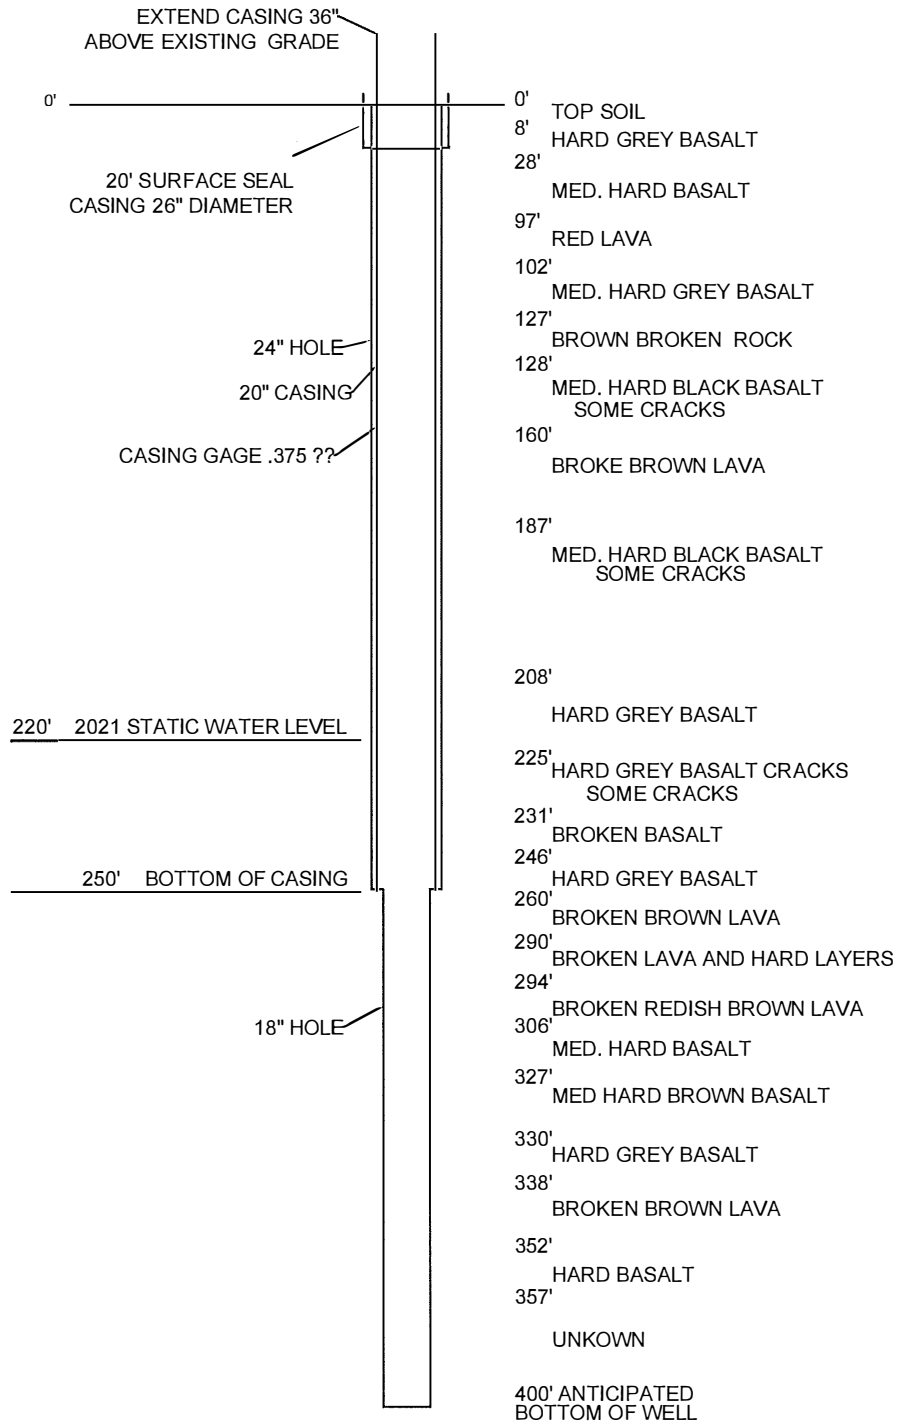 EXTEND CASING 36"
ABOVE EXISTING GRADE
0'
20' SURFACE SEAL
CASING 26" DIAMETER
24" HOLE
20" CASING
CASING GAGE .375 ??
220' 2021 STATIC WATER LEVEL
250' BOTTOM OF CASING
18" HOLE
0'
TOP SOIL
8'
HARD GREY BASALT
28'
MED. HARD BASALT
97'
RED LAVA
102'
MED. HARD GREY BASALT
127'
BROWN BROKEN ROCK
128'
MED. HARD BLACK BASALT
SOME CRACKS
160'
BROKE BROWN LAVA
187'
MED. HARD BLACK BASALT
SOME CRACKS
208'
HARD GREY BASALT
225'
HARD GREY BASALT CRACKS
SOME CRACKS
231'
BROKEN BASALT
246'
HARD GREY BASALT
260'
BROKEN BROWN LAVA
290'
BROKEN LAVA AND HARD LAYERS
294'
BROKEN REDISH BROWN LAVA
306'
MED. HARD BASALT
327'
MED HARD BROWN BASALT
330'
HARD GREY BASALT
338'
BROKEN BROWN LAVA
352'
HARD BASALT
357'
UNKOWN
400' ANTICIPATED
BOTTOM OF WELL